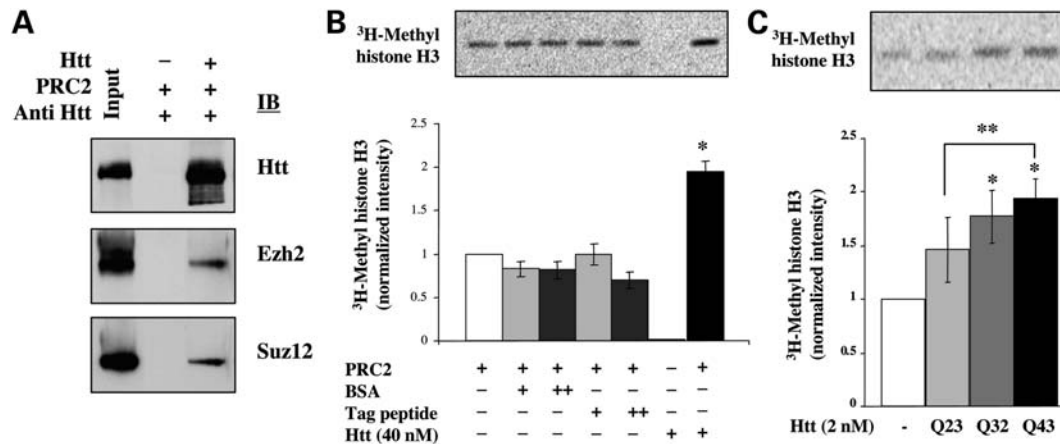 A
Htt − +
PRC2 + +
Anti Htt + +
Input
IB
Htt
Ezh2
Suz12
B
³H-Methyl
histone H3
³H-Methyl histone H3
(normalized intensity)
2.5
2
1.5
1
0.5
0
*
PRC2 + + + + + − +
BSA − + ++ − − − −
Tag peptide − − − + ++ − −
Htt (40 nM) − − − − − + +
C
³H-Methyl
histone H3
³H-Methyl histone H3
(normalized intensity)
2.5
2
1.5
1
0.5
0
**
* *
Htt (2 nM) - Q23 Q32 Q43